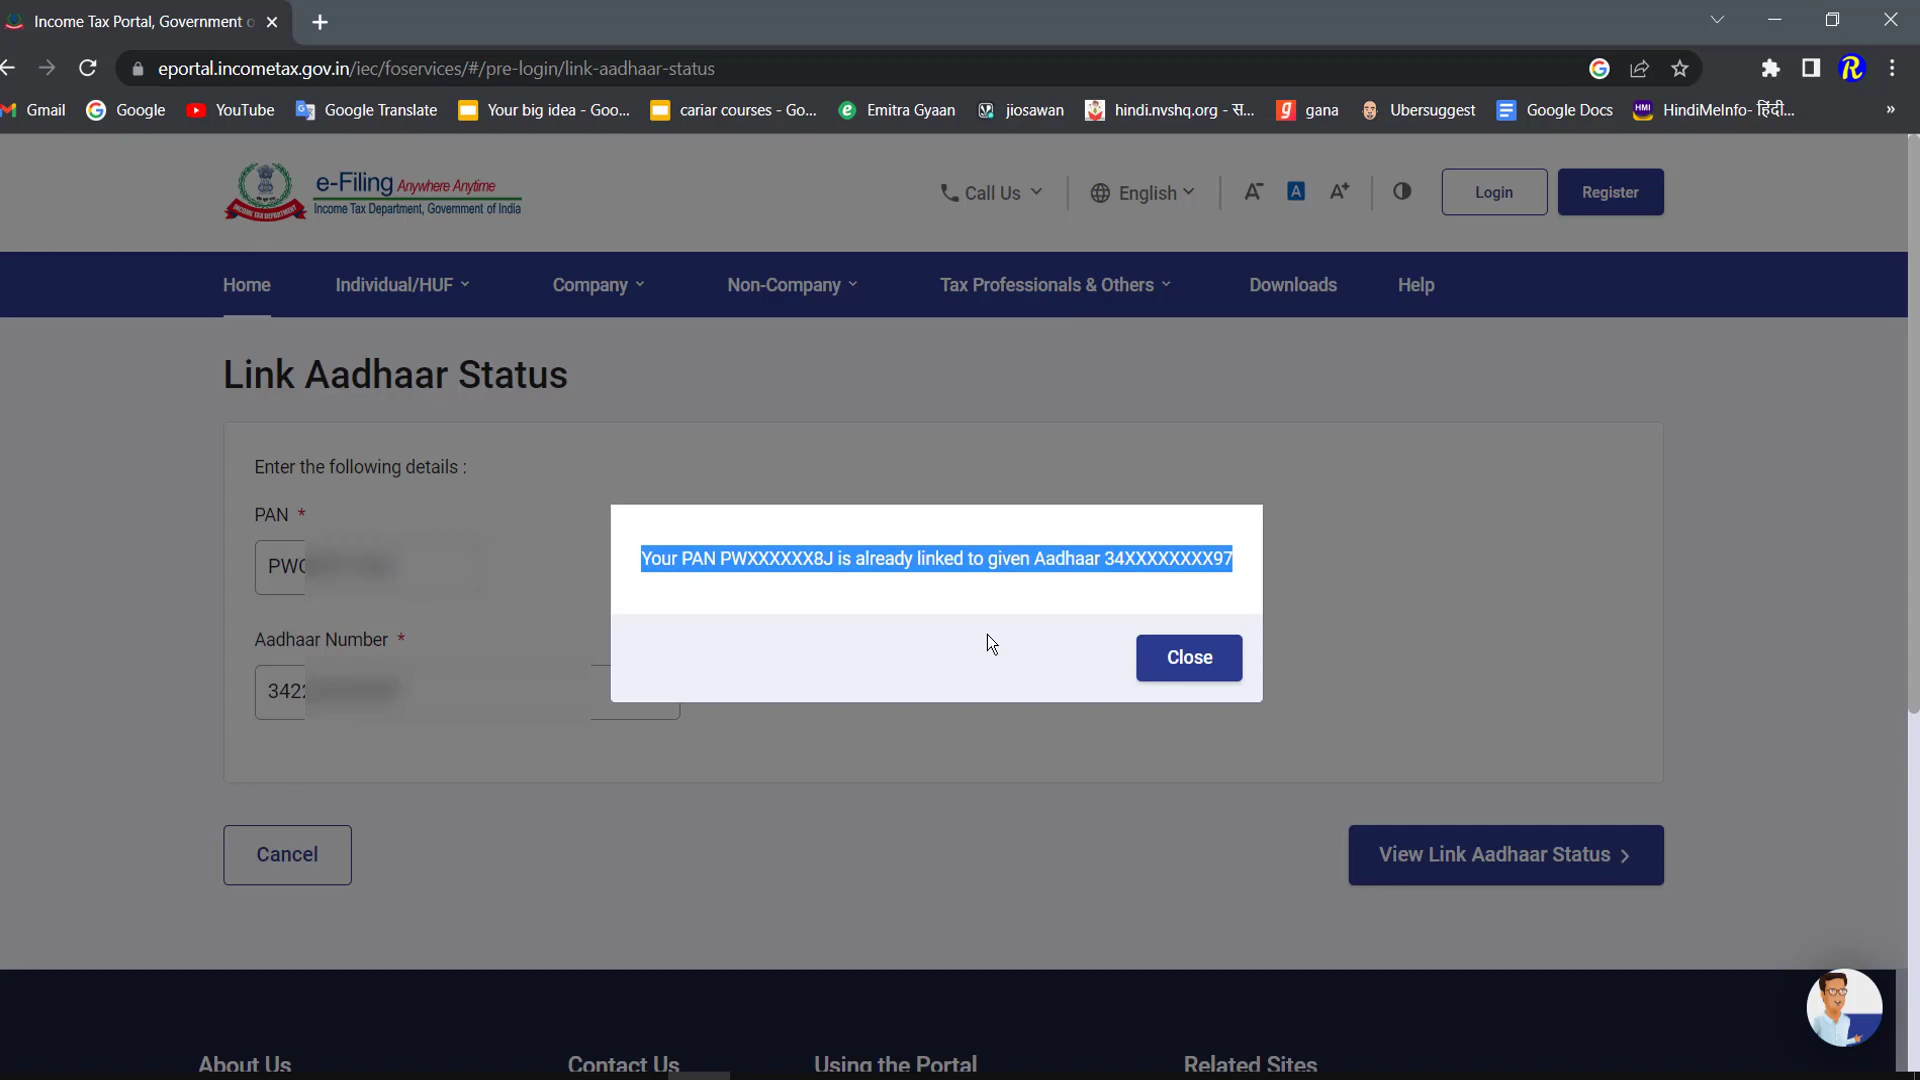 Income Tax Portal, Government o
eportal.incometax.gov.in/iec/foservices/#/pre-login/link-aadhaar-status
R
Gmail
Google
YouTube
Google Translate
Your big idea - Goo...
cariar courses - Go...
Emitra Gyaan
jiosawan
hindi.nvshq.org - स...
gana
Ubersuggest
Google Docs
HMI HindiMeInfo- हिंदी...
»
e-Filing Anywhere Anytime
Income Tax Department, Government of India
INCOME TAX DEPARTMENT
Call Us
English
A-
A
A+
Login
Register
Home
Individual/HUF
Company
Non-Company
Tax Professionals & Others
Downloads
Help
Link Aadhaar Status
Enter the following details :
PAN *
Your PAN PWXXXXXX8J is already linked to given Aadhaar 34XXXXXXXX97
Aadhaar Number *
Close
Cancel
View Link Aadhaar Status
About Us
Contact Us
Using the Portal
Related Sites